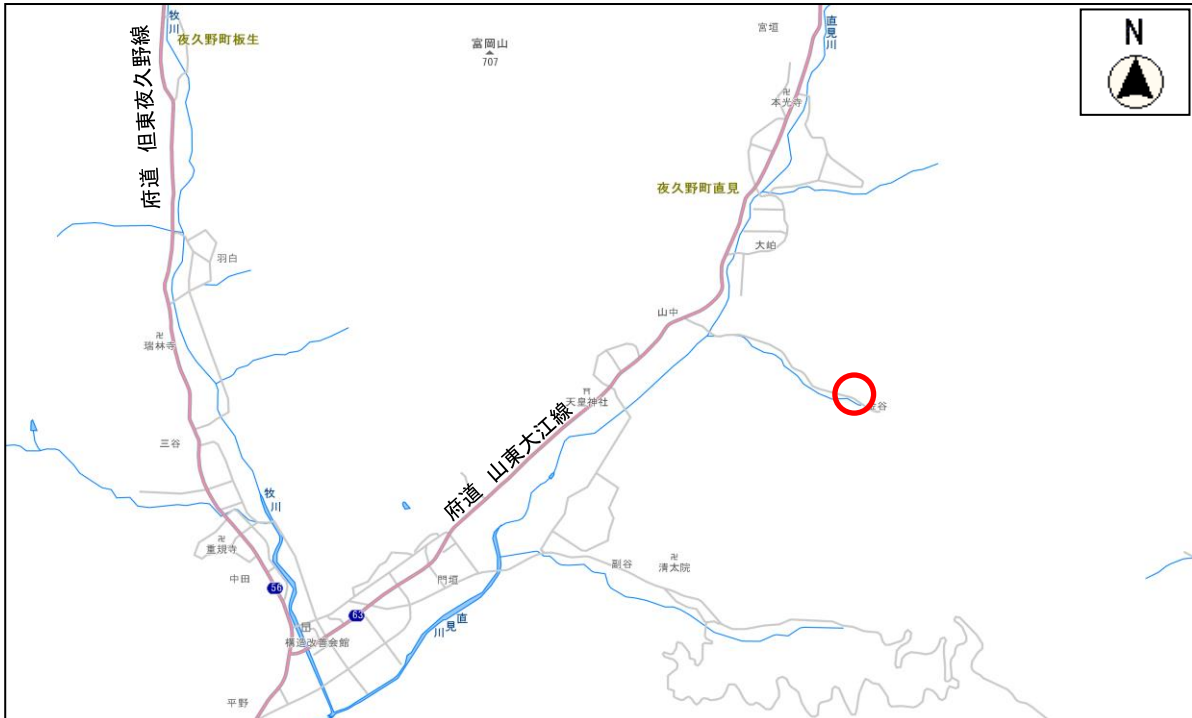 牧川
夜久野町板生
富岡山
707
宮垣
直見川
N
府道 但東夜久野線
本光寺
夜久野町直見
羽白
大岶
山中
瑞林寺
天皇神社
府道 山東大江線
三谷
牧川
重規寺
中田
56
門垣
副谷
清太院
63
直見川
構造改善会館
平野